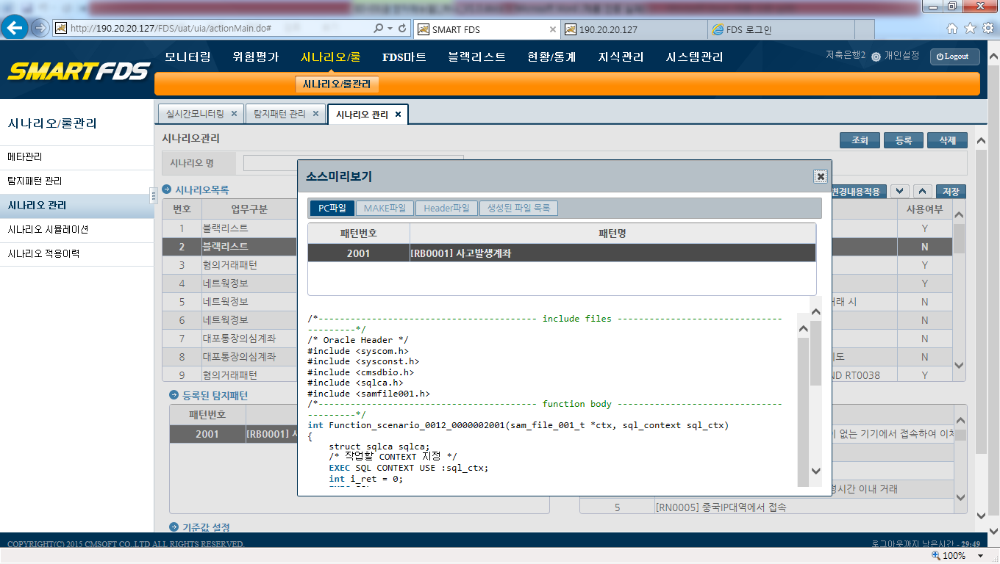 http://190.20.20.127/FDS/uat/uia/actionMain.do#
SMART FDS
190.20.20.127
FDS 로그인
SMARTFDS
모니터링 위험평가 시나리오/룰 FDS마트 블랙리스트 현황/통계 지식관리 시스템관리
저축은행2 개인설정 Logout
시나리오/룰관리
시나리오/룰관리
메타관리
탐지패턴 관리
시나리오 관리
시나리오 시뮬레이션
시나리오 적용이력
실시간모니터링 탐지패턴 관리 시나리오 관리
시나리오관리
조회 등록 삭제
시나리오 명
시나리오목록
변경내용적용 저장
번호 업무구분 사용여부
1 블랙리스트 Y
2 블랙리스트 N
3 혐의거래패턴 Y
4 네트웍정보 Y
5 네트웍정보 거래 시 N
6 네트웍정보 N
7 대포통장의심계좌 N
8 대포통장의심계좌 N
9 혐의거래패턴 ND RT0038 Y
등록된 탐지패턴
패턴번호
2001 [RB0001]
없는 기기에서 접속하여 이체
시간 이내 거래
5 [RN0005] 중국IP대역에서 접속
기준값 설정
소스미리보기
PC파일 MAKE파일 Header파일 생성된 파일 목록
패턴번호 패턴명
2001 [RB0001] 사고발생계좌
/*----------------------------------------- include files -------------------------------
---------*/
/* Oracle Header */
#include <syscom.h>
#include <sysconst.h>
#include <cmsdbio.h>
#include <sqlca.h>
#include <samfile001.h>
/*----------------------------------------- function body -------------------------------
---------*/
int Function_scenario_0012_0000002001(sam_file_001_t *ctx, sql_context sql_ctx)
{
struct sqlca sqlca;
/* 작업할 CONTEXT 지정 */
EXEC SQL CONTEXT USE :sql_ctx;
int i_ret = 0;
COPYRIGHT(C) 2015 CMSOFT CO.,LTD ALL RIGHTS RESERVED.
로그아웃까지 남은시간 - 29:49
100%